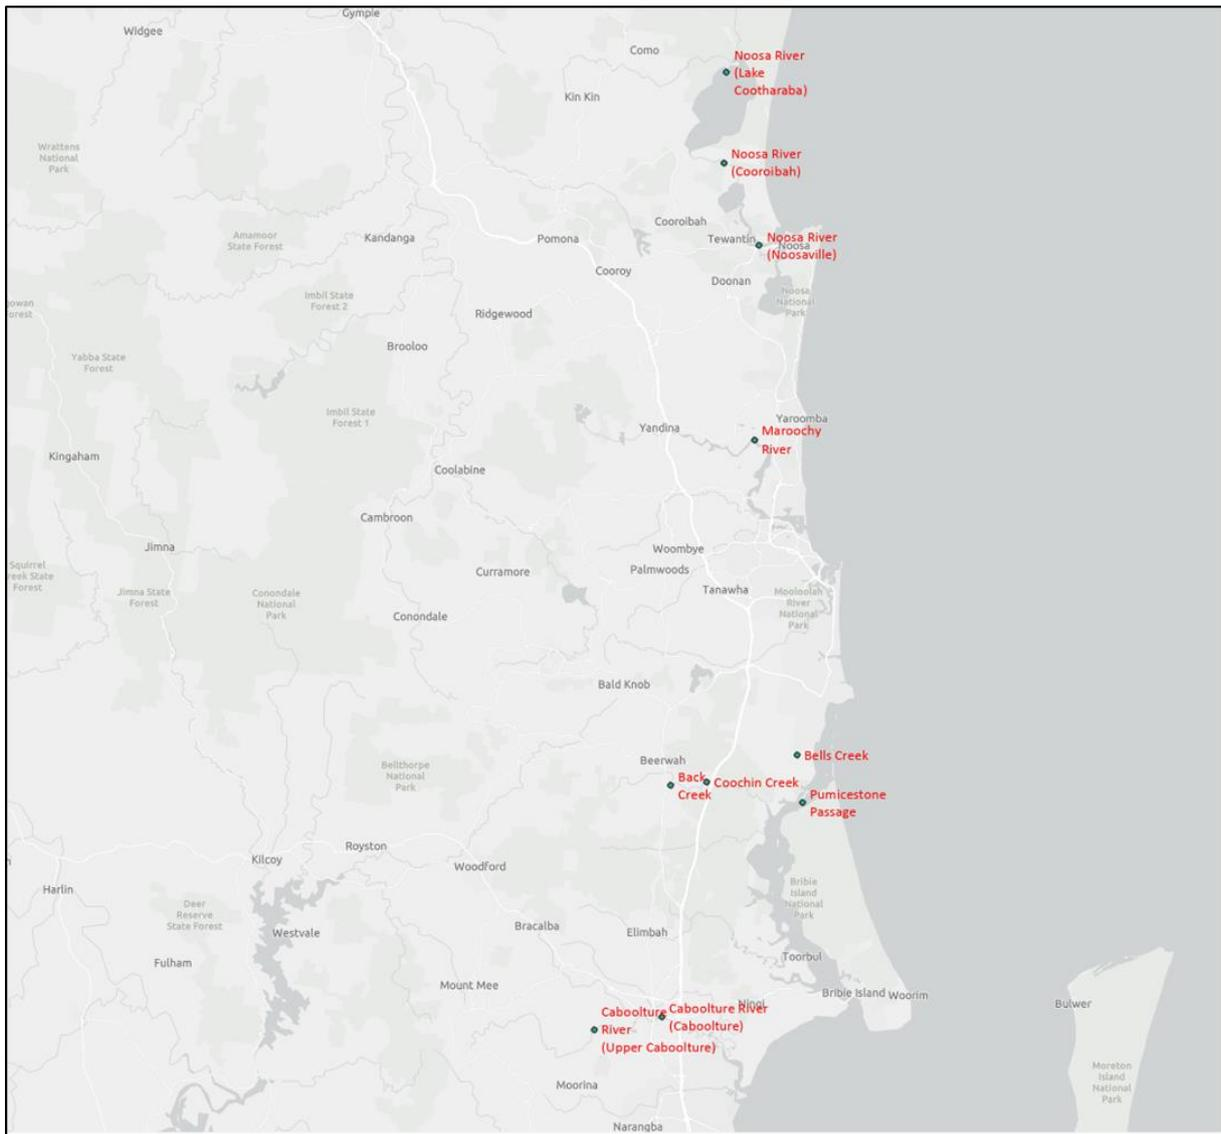 Gympie
Widgee
Como
Noosa River
(Lake
Cootharaba)
Kin Kin
Wrattens
National
Park
Noosa River
(Cooroibah)
Cooroibah
Amamoor
State Forest
Kandanga
Pomona
Tewantin
Noosa River
Noosa
(Noosaville)
Cooroy
Doonan
Imbil State
Forest 2
Noosa
National
Park
Forest
Ridgewood
Brooloo
Yabba State
Forest
Imbil State
Forest 1
Yaroomba
Yandina
Maroochy
River
Kingaham
Coolabine
Cambroon
Jimna
Woombye
Squirrel
State
Forest
Curramore
Palmwoods
Jimna State
Forest
Conondale
National
Park
Tanawha
Mooloolah
River
National
Park
Conondale
Bald Knob
Bells Creek
Beerwah
Bellthorpe
National
Park
Back
Creek
Coochin Creek
Pumicestone
Passage
Royston
Kilcoy
Woodford
Harlin
Bribie
Island
National
Park
Deer
Reserve
State Forest
Westvale
Bracalba
Elimbah
Fulham
Toorbul
Mount Mee
Bribie Island
Woorim
Bulwer
Ningi
Caboolture
River
(Upper Caboolture)
Caboolture River
(Caboolture)
Moorina
Moreton
Island
National
Park
Narangba